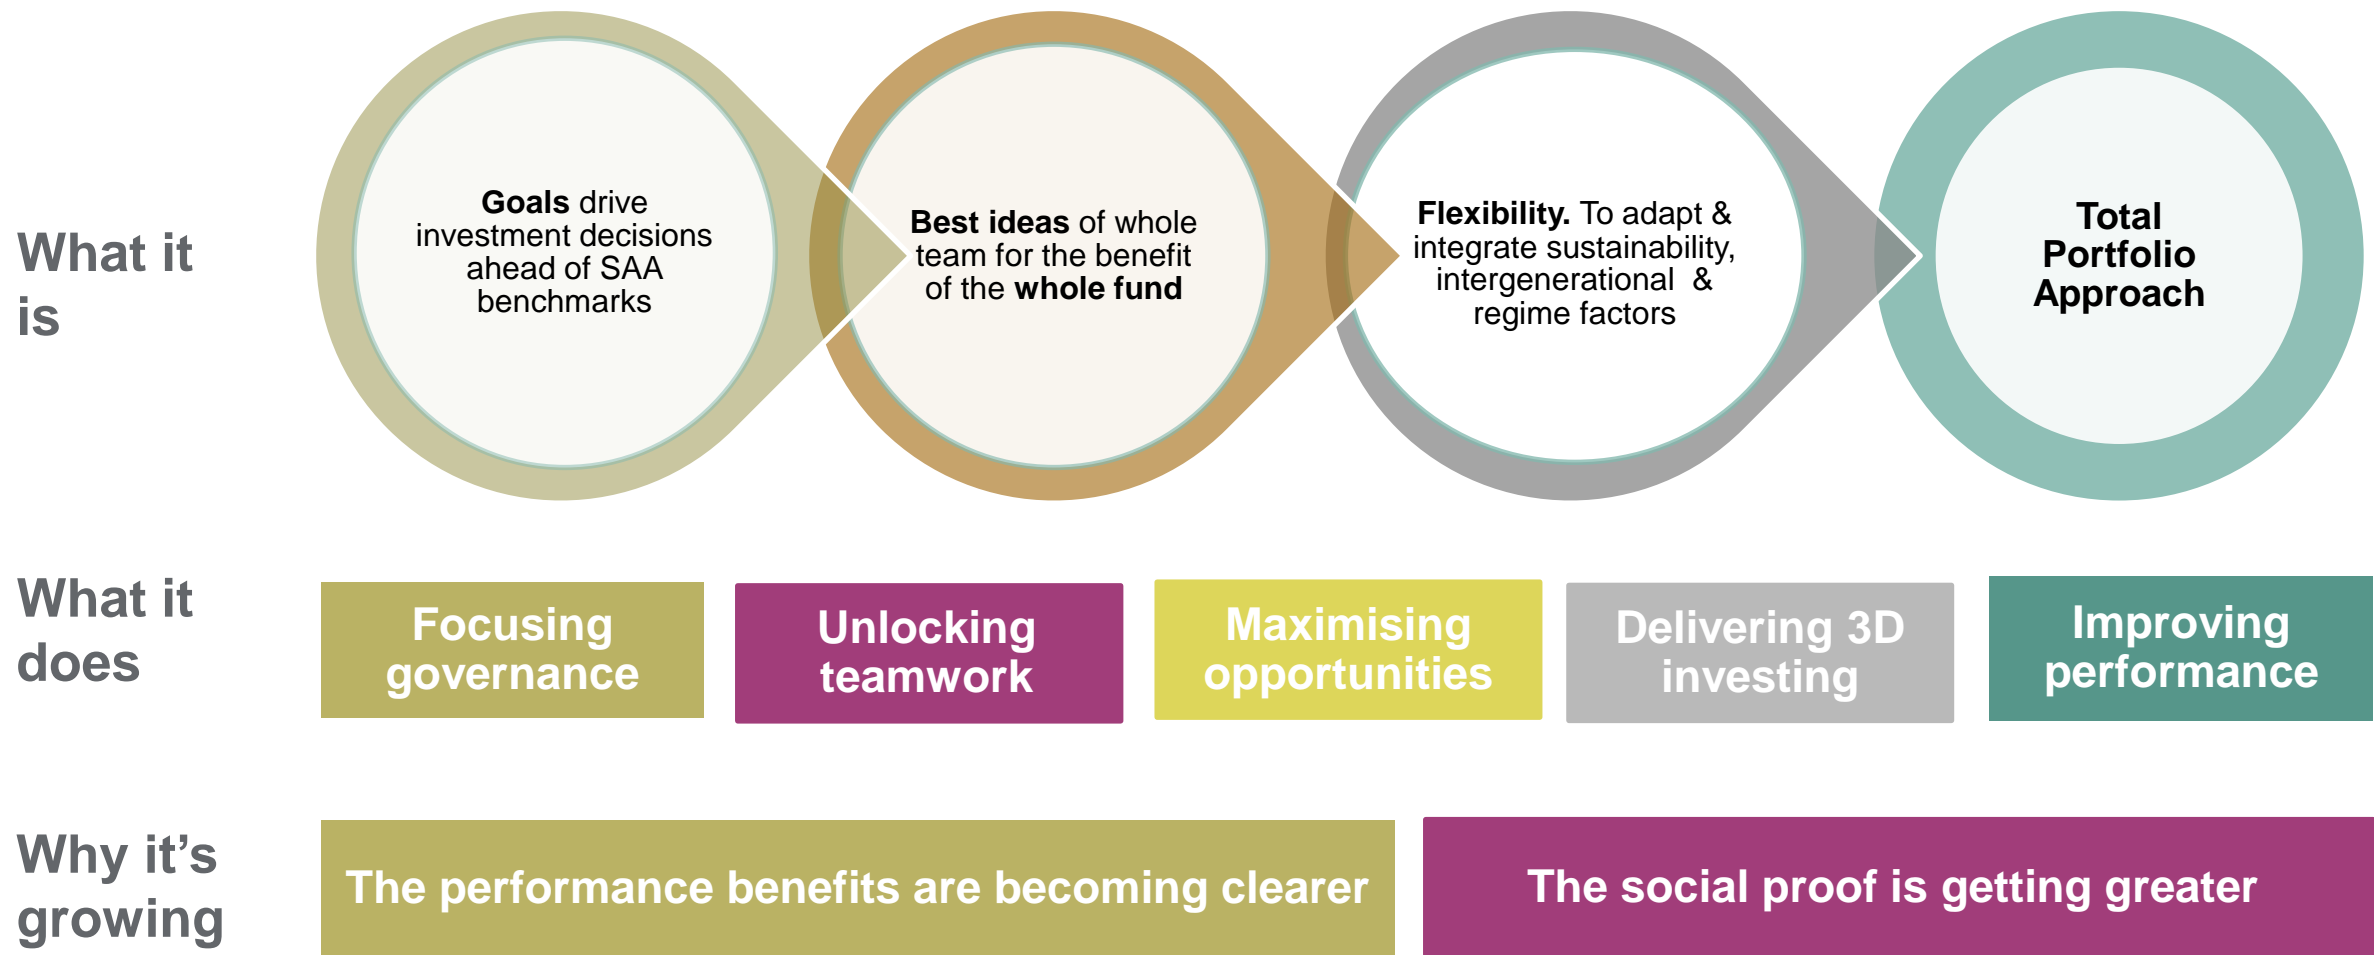 What it
is
Goals drive
investment decisions
ahead of SAA
benchmarks
Best ideas of whole
team for the benefit
of the whole fund
Flexibility. To adapt &
integrate sustainability,
intergenerational &
regime factors
Total
Portfolio
Approach
What it
does
Focusing
governance
Unlocking
teamwork
Maximising
opportunities
Delivering 3D
investing
Improving
performance
Why it’s
growing
The performance benefits are becoming clearer
The social proof is getting greater